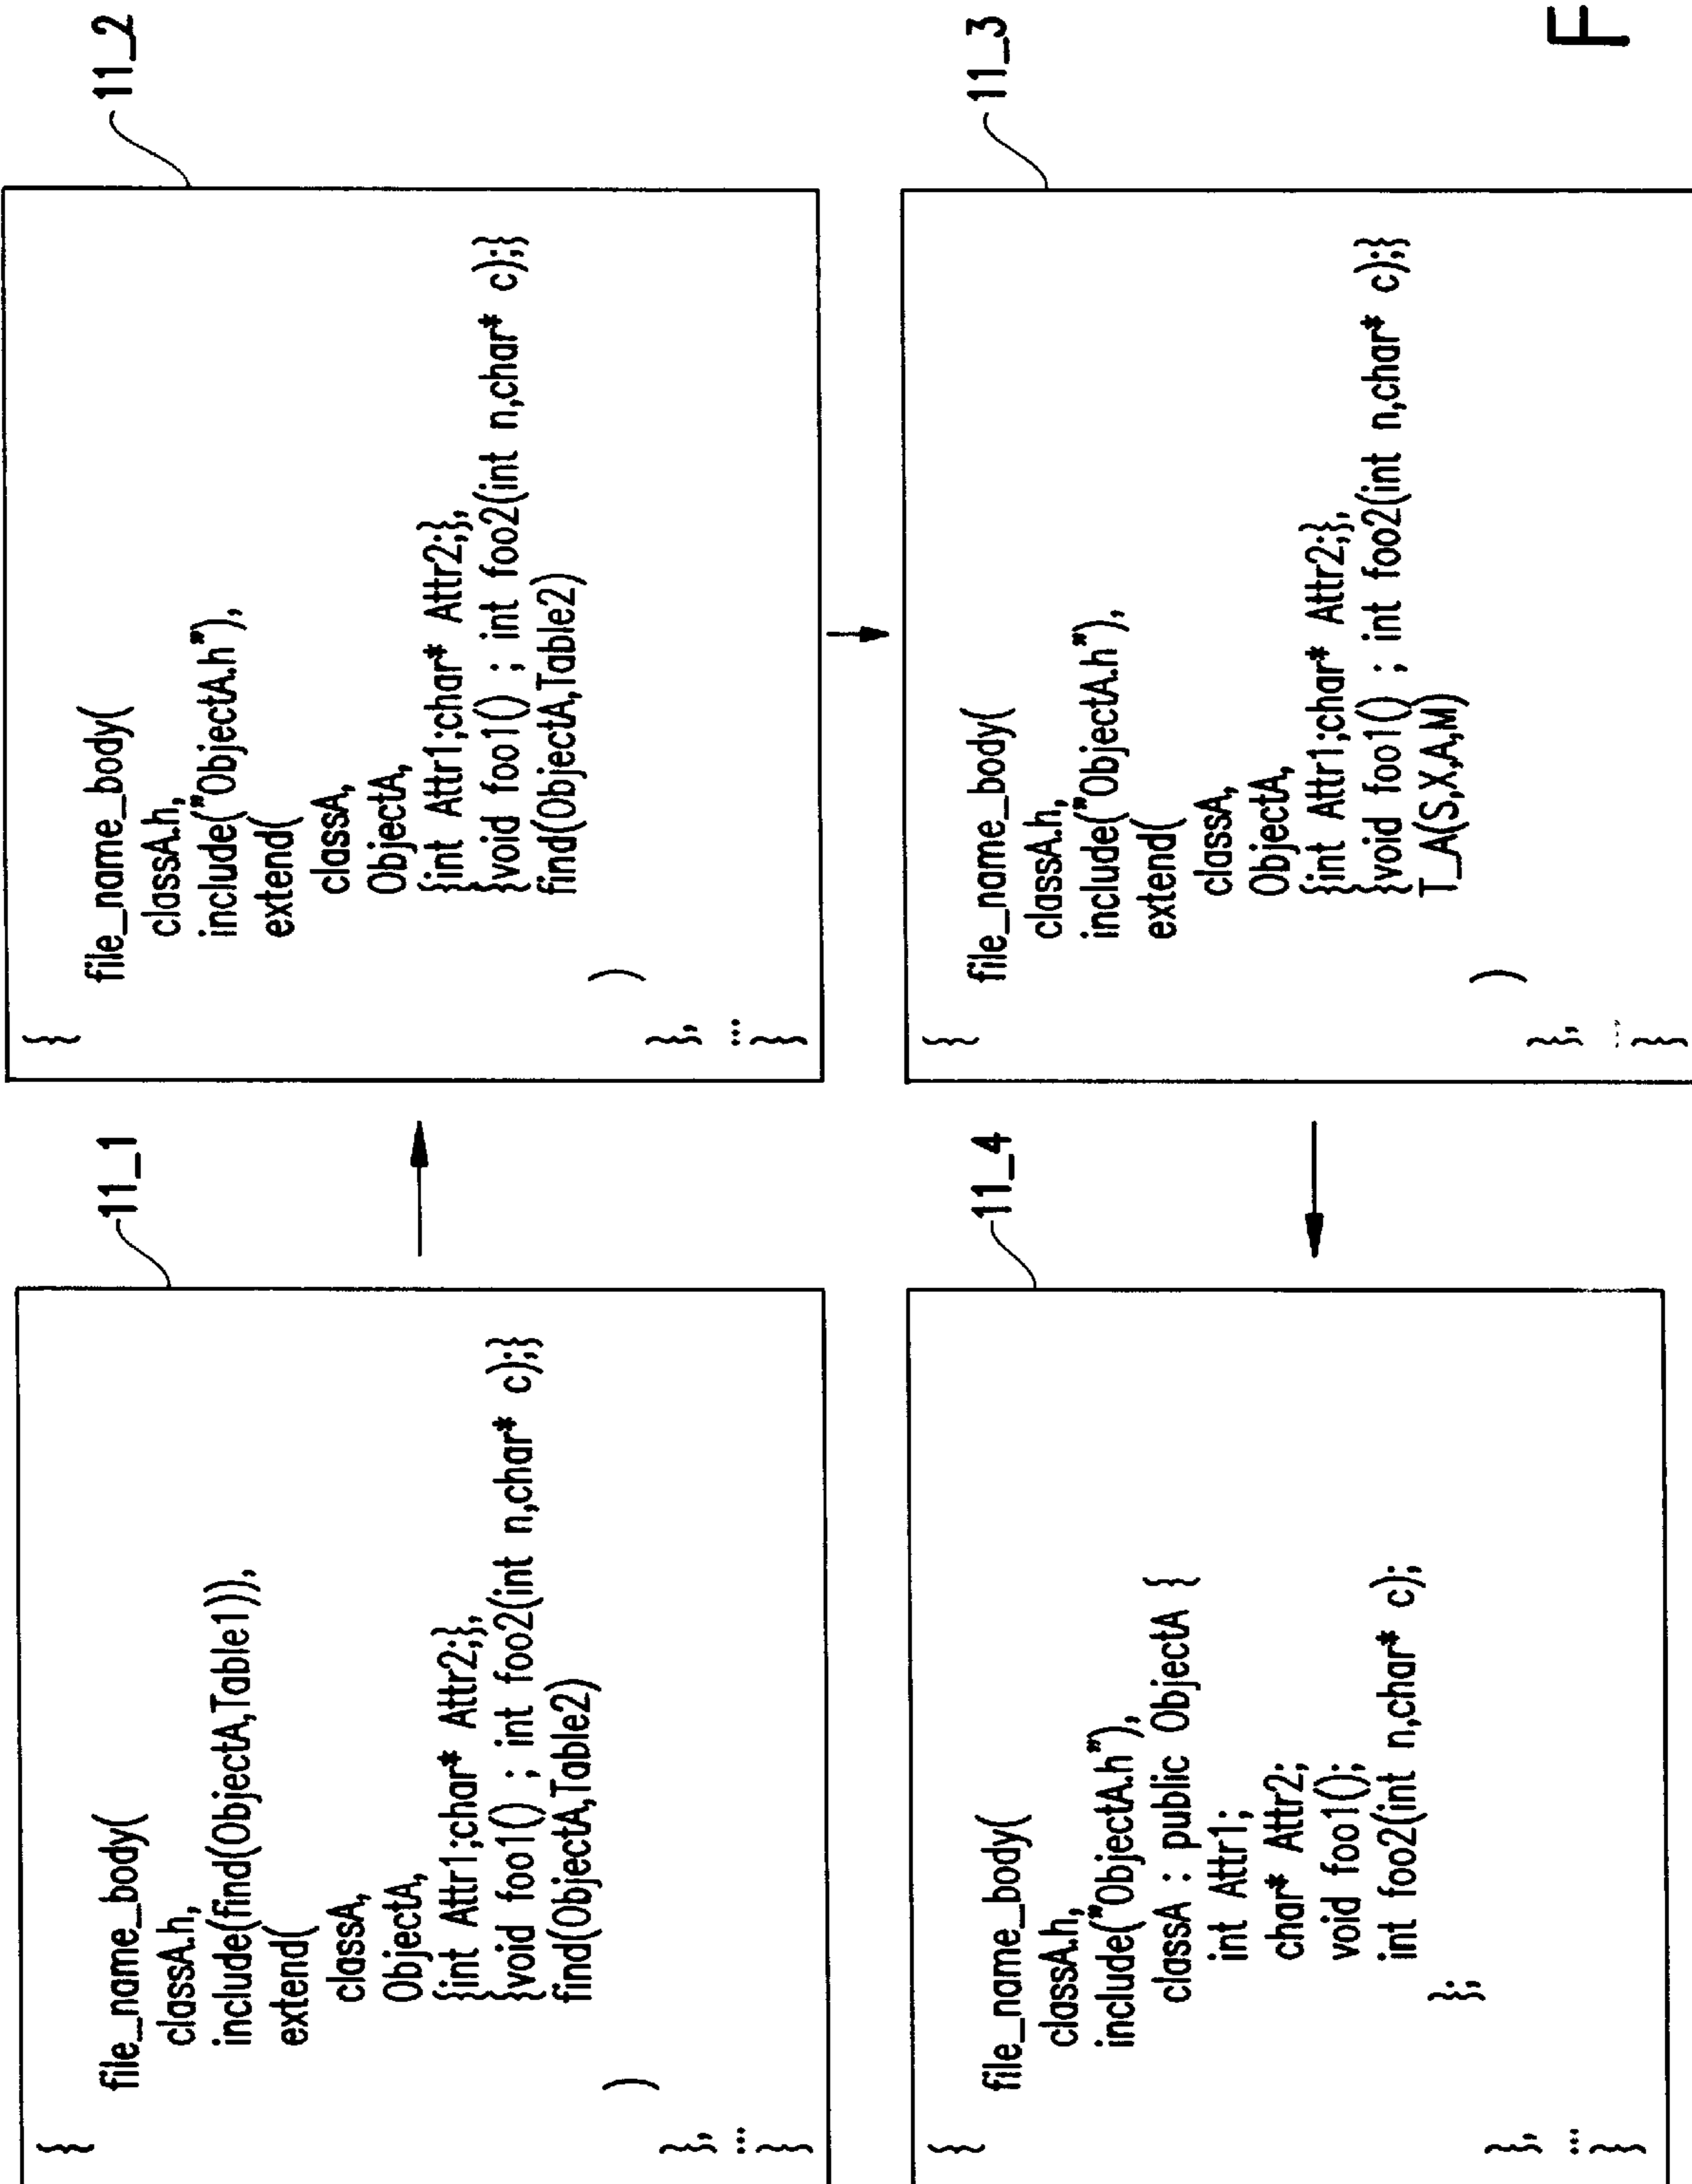 11_1
{
file_name_body(
classA.h,
include(find(ObjectA,Table1)),
extend(
classA,
ObjectA,
{int Attr1;char* Attr2;},
{void foo1() ; int foo2(int n,char* c);}
find(ObjectA,Table2)
)
},
...
}
11_2
{
file_name_body(
classA.h,
include("ObjectA.h"),
extend(
classA,
ObjectA,
{int Attr1;char* Attr2;},
{void foo1() ; int foo2(int n,char* c);}
find(ObjectA,Table2)
)
},
...
}
11_4
{
file_name_body(
classA.h,
include("ObjectA.h"),
classA : public ObjectA {
int Attr1;
char* Attr2;
void foo1();
int foo2(int n,char* c);
};
},
...
}
11_3
{
file_name_body(
classA.h,
include("ObjectA.h"),
extend(
classA,
ObjectA,
{int Attr1;char* Attr2;},
{void foo1() ; int foo2(int n,char* c);}
T_A(S,X,A,M)
)
},
...
}
F